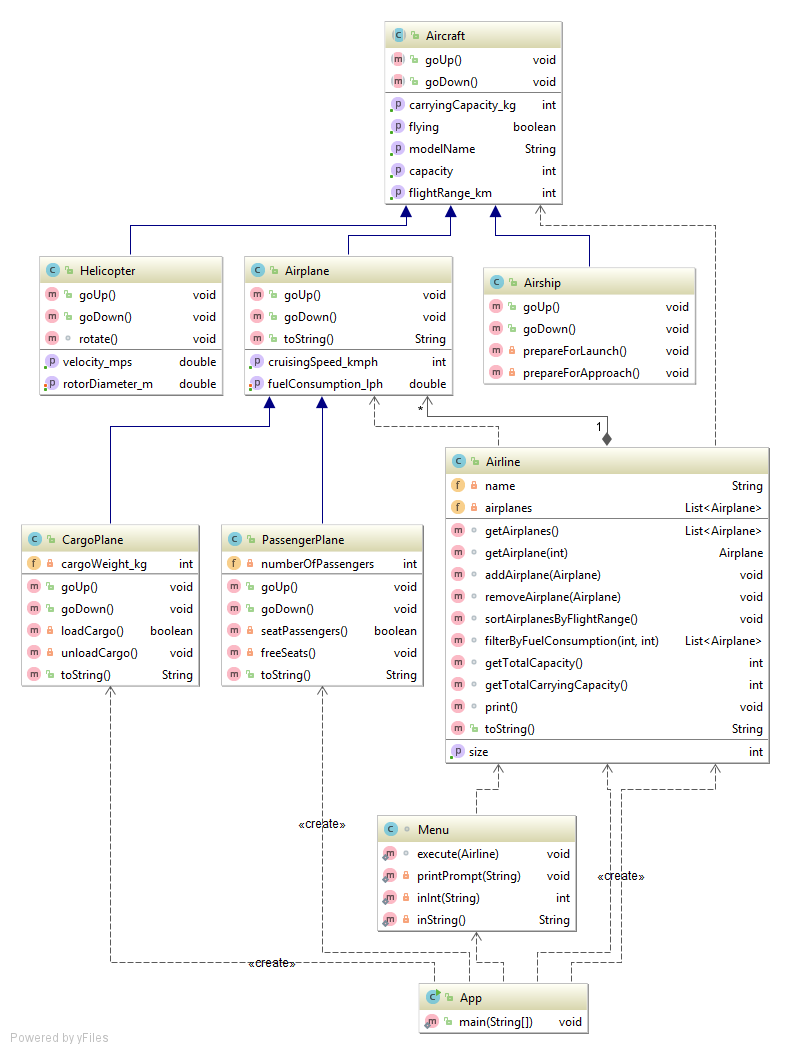 Aircraft
goUp() void
goDown() void
carryingCapacity_kg int
flying boolean
modelName String
capacity int
flightRange_km int
Helicopter
goUp() void
goDown() void
rotate() void
velocity_mps double
rotorDiameter_m double
Airplane
goUp() void
goDown() void
toString() String
cruisingSpeed_kmph int
fuelConsumption_lph double
Airship
goUp() void
goDown() void
prepareForLaunch() void
prepareForApproach() void
*
1
Airline
name String
airplanes List<Airplane>
getAirplanes() List<Airplane>
getAirplane(int) Airplane
addAirplane(Airplane) void
removeAirplane(Airplane) void
sortAirplanesByFlightRange() void
filterByFuelConsumption(int, int) List<Airplane>
getTotalCapacity() int
getTotalCarryingCapacity() int
print() void
toString() String
size int
CargoPlane
cargoWeight_kg int
goUp() void
goDown() void
loadCargo() boolean
unloadCargo() void
toString() String
PassengerPlane
numberOfPassengers int
goUp() void
goDown() void
seatPassengers() boolean
freeSeats() void
toString() String
«create»
Menu
execute(Airline) void
printPrompt(String) void
inInt(String) int
inString() String
«create»
«create»
App
main(String[]) void
Powered by yFiles